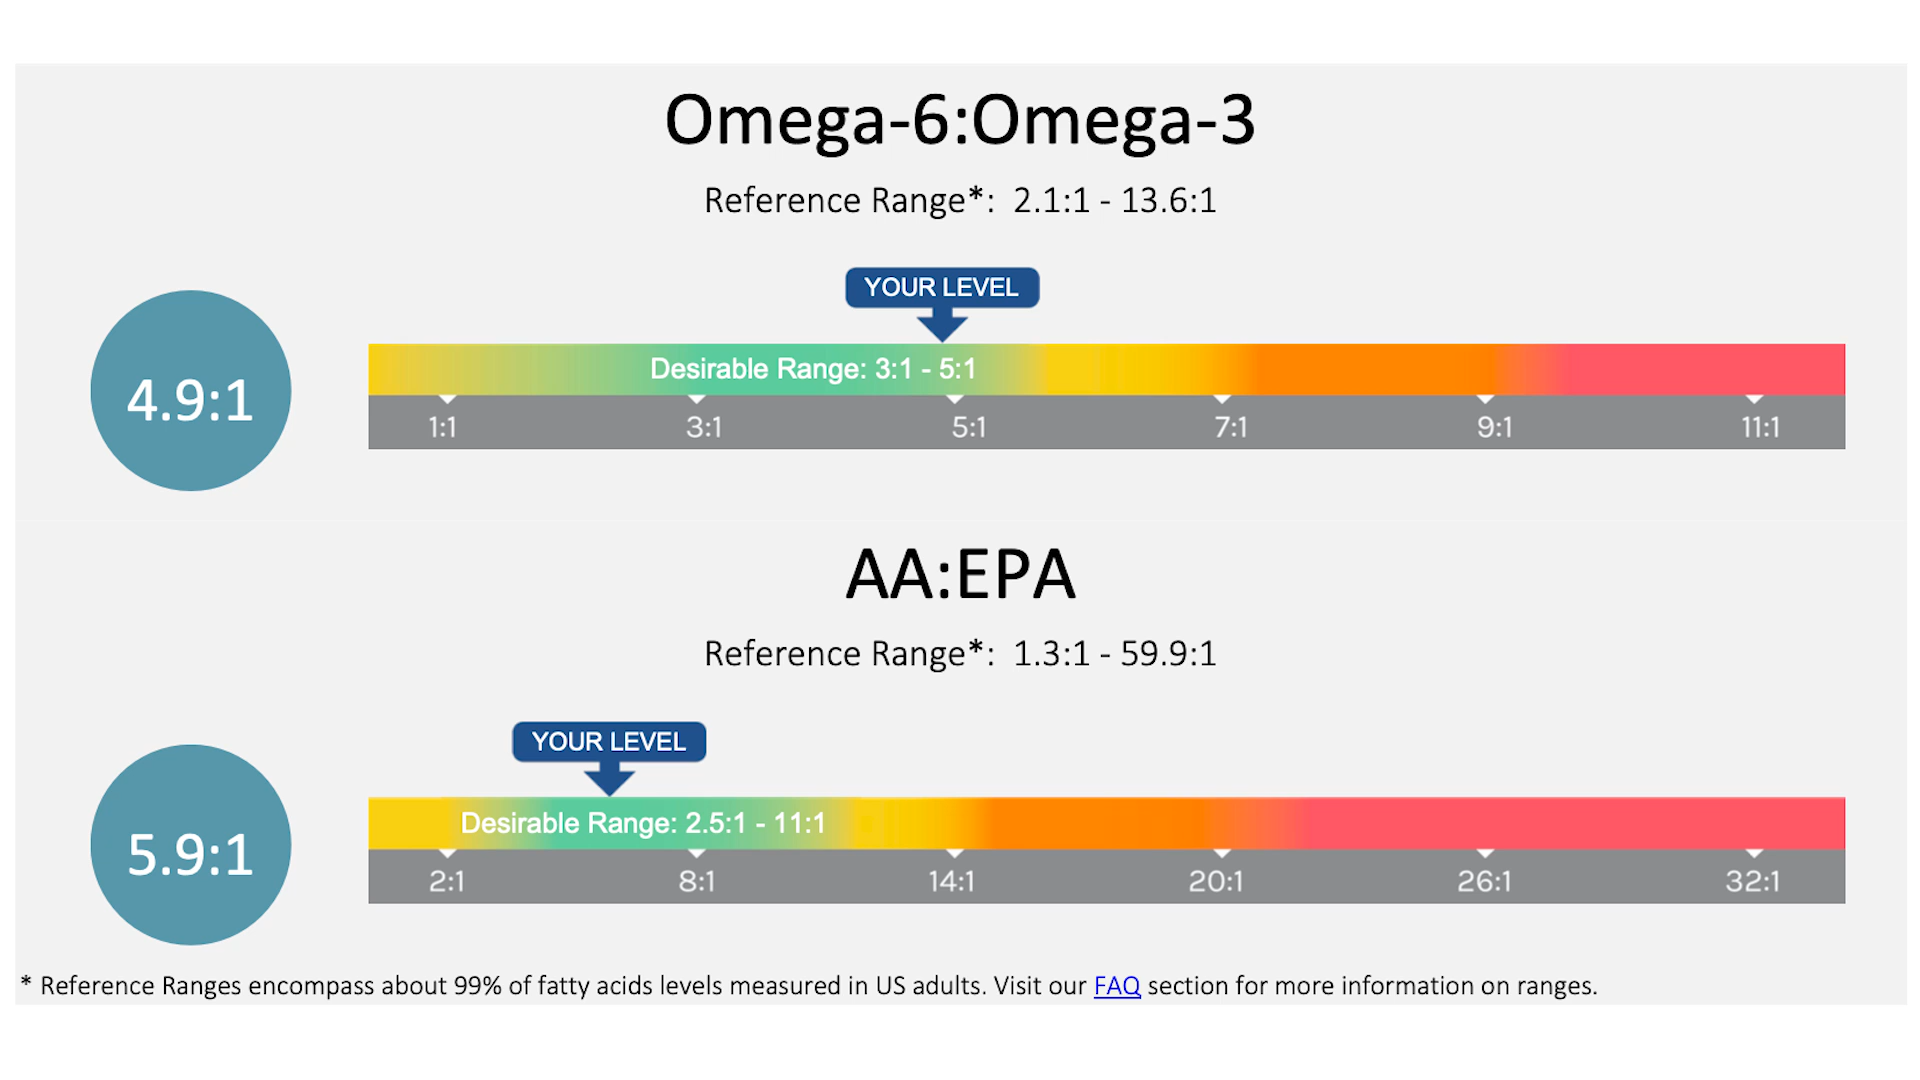 Omega-6:Omega-3
Reference Range*: 2.1:1 - 13.6:1
YOUR LEVEL
4.9:1
Desirable Range: 3:1 - 5:1
1:1 3:1 5:1 7:1 9:1 11:1
AA:EPA
Reference Range*: 1.3:1 - 59.9:1
YOUR LEVEL
5.9:1
Desirable Range: 2.5:1 - 11:1
2:1 8:1 14:1 20:1 26:1 32:1
* Reference Ranges encompass about 99% of fatty acids levels measured in US adults. Visit our FAQ section for more information on ranges.